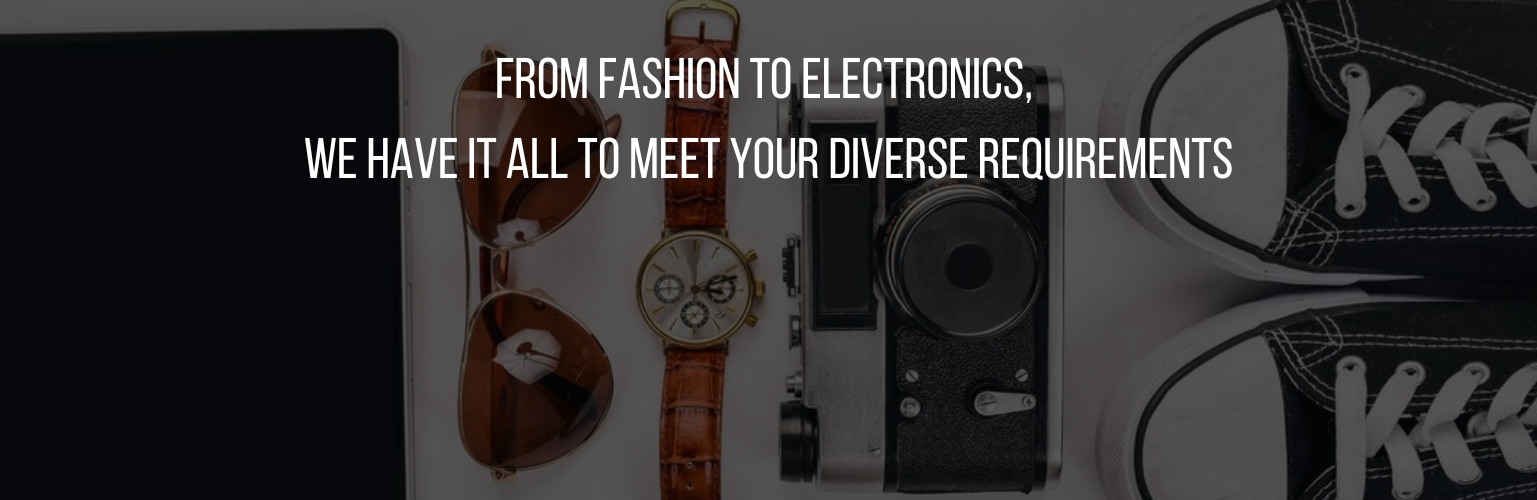 FROM FASHION TO ELECTRONICS,
WE HAVE IT ALL TO MEET YOUR DIVERSE REQUIREMENTS